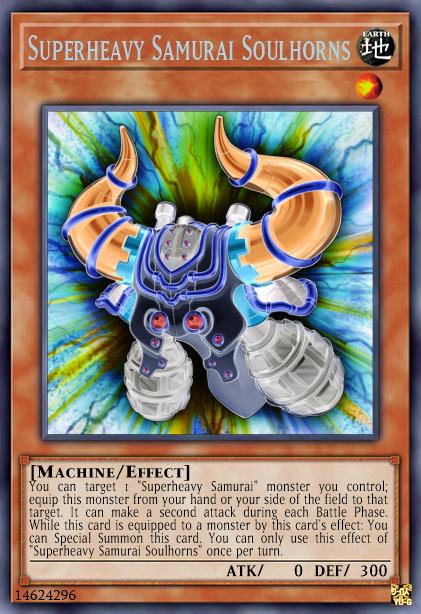 SUPERHEAVY SAMURAI SOULHORNS
EARTH
地
[MACHINE/EFFECT]
You can target 1 "Superheavy Samurai" monster you control;
equip this monster from your hand or your side of the field to that
target. It can make a second attack during each Battle Phase.
While this card is equipped to a monster by this card's effect: You
can Special Summon this card. You can only use this effect of
"Superheavy Samurai Soulhorns" once per turn.
ATK/ 0 DEF/ 300
14624296